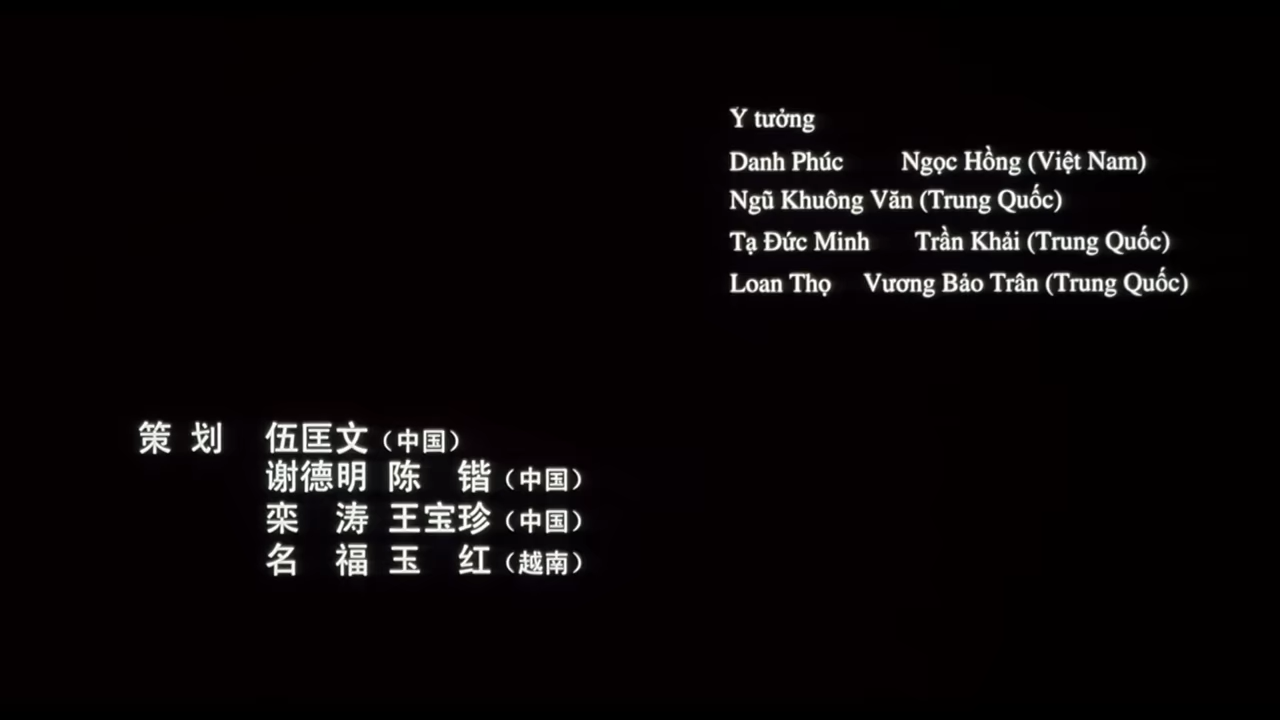 Ý tưởng
Danh Phúc Ngọc Hồng (Việt Nam)
Ngũ Khuông Văn (Trung Quốc)
Tạ Đức Minh Trần Khải (Trung Quốc)
Loan Thọ Vương Bảo Trân (Trung Quốc)
策 划 伍匡文（中国）
谢德明 陈 锴（中国）
栾 涛 王宝珍（中国）
名 福 玉 红（越南）